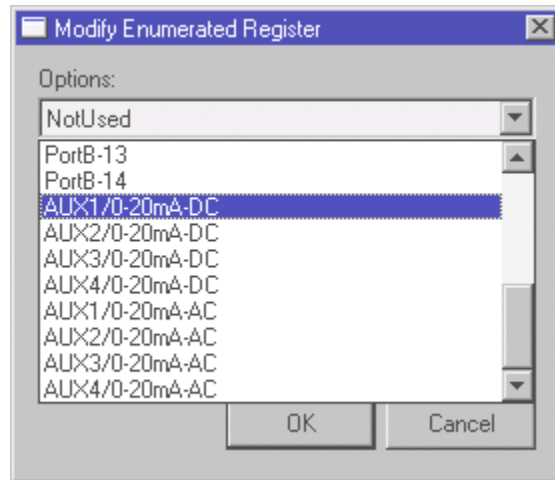 Modify Enumerated Register
Options:
NotUsed
PortB-13
PortB-14
AUX1/0-20mA-DC
AUX2/0-20mA-DC
AUX3/0-20mA-DC
AUX4/0-20mA-DC
AUX1/0-20mA-AC
AUX2/0-20mA-AC
AUX3/0-20mA-AC
AUX4/0-20mA-AC
OK Cancel